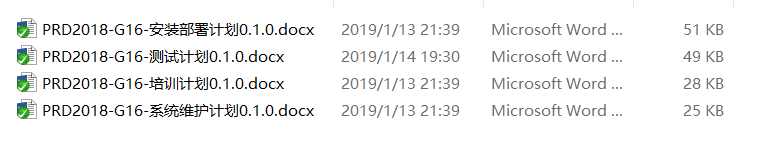 PRD2018-G16-安装部署计划0.1.0.docx 2019/1/13 21:39 Microsoft Word ... 51 KB
PRD2018-G16-测试计划0.1.0.docx 2019/1/14 19:30 Microsoft Word ... 49 KB
PRD2018-G16-培训计划0.1.0.docx 2019/1/13 21:39 Microsoft Word ... 28 KB
PRD2018-G16-系统维护计划0.1.0.docx 2019/1/13 21:39 Microsoft Word ... 25 KB